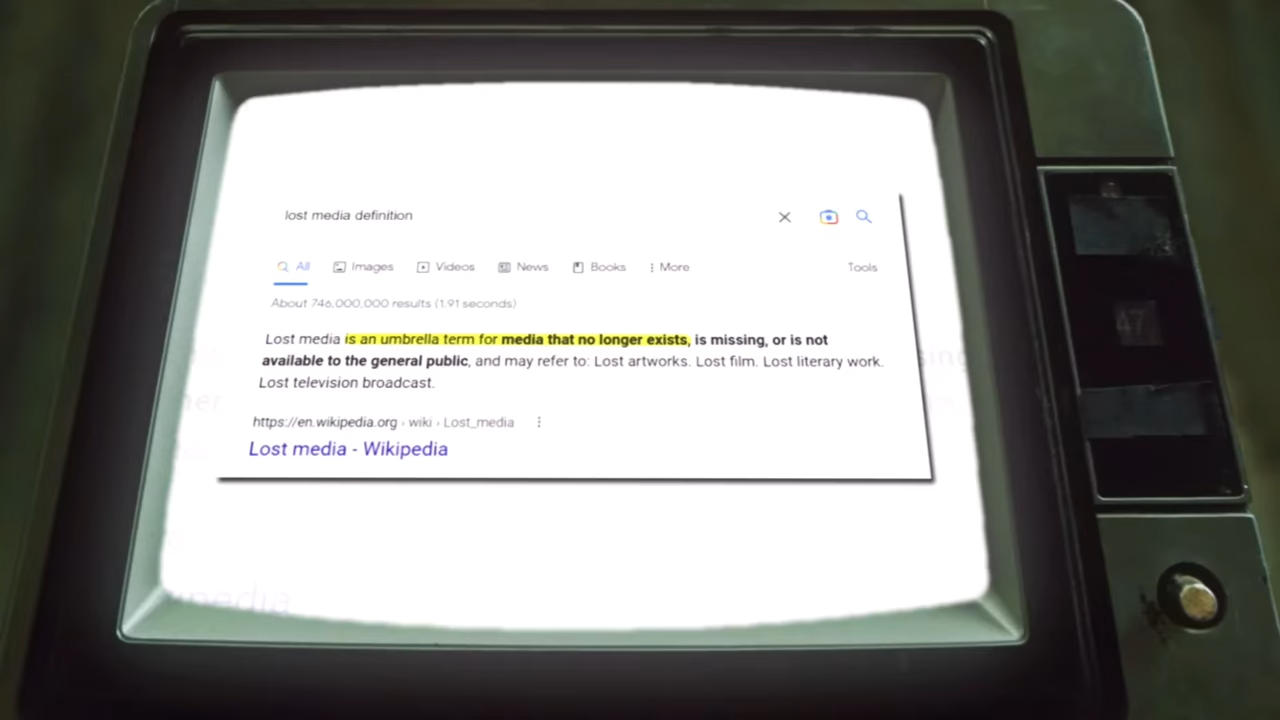 lost media definition
All Images Videos News Books More Tools
About 746,000,000 results (1.91 seconds)
Lost media is an umbrella term for media that no longer exists, is missing, or is not
available to the general public, and may refer to: Lost artworks. Lost film. Lost literary work.
Lost television broadcast.
https://en.wikipedia.org › wiki › Lost_media
Lost media - Wikipedia
47